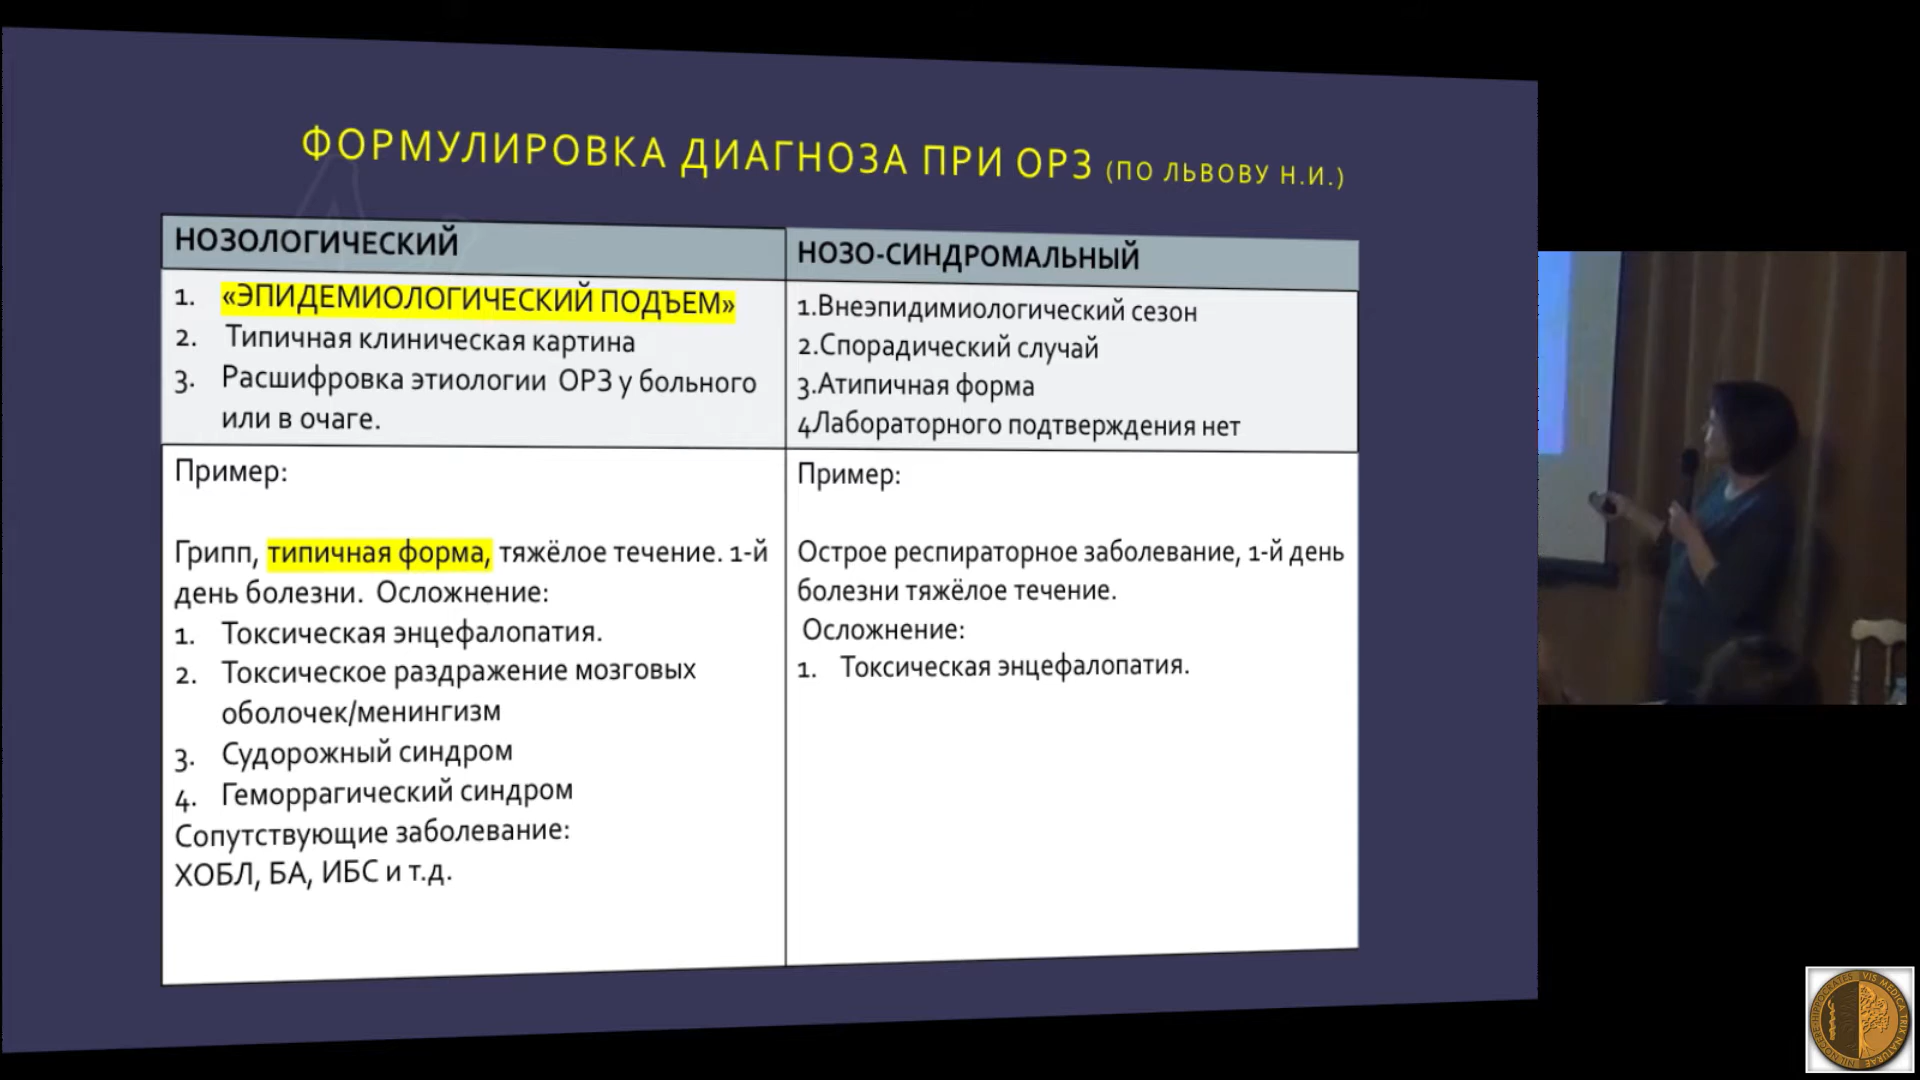 ФОРМУЛИРОВКА ДИАГНОЗА ПРИ ОРЗ (ПО ЛЬВОВУ Н.И.)
НОЗОЛОГИЧЕСКИЙ
1. «ЭПИДЕМИОЛОГИЧЕСКИЙ ПОДЪЕМ»
2. Типичная клиническая картина
3. Расшифровка этиологии ОРЗ у больного
или в очаге.
НОЗО-СИНДРОМАЛЬНЫЙ
1.Внеэпидимиологический сезон
2.Спорадический случай
3.Атипичная форма
4Лабораторного подтверждения нет
Пример:
Грипп, типичная форма, тяжёлое течение. 1-й
день болезни. Осложнение:
1. Токсическая энцефалопатия.
2. Токсическое раздражение мозговых
оболочек/менингизм
3. Судорожный синдром
4. Геморрагический синдром
Сопутствующие заболевание:
ХОБЛ, БА, ИБС и т.д.
Пример:
Острое респираторное заболевание, 1-й день
болезни тяжёлое течение.
Осложнение:
1. Токсическая энцефалопатия.